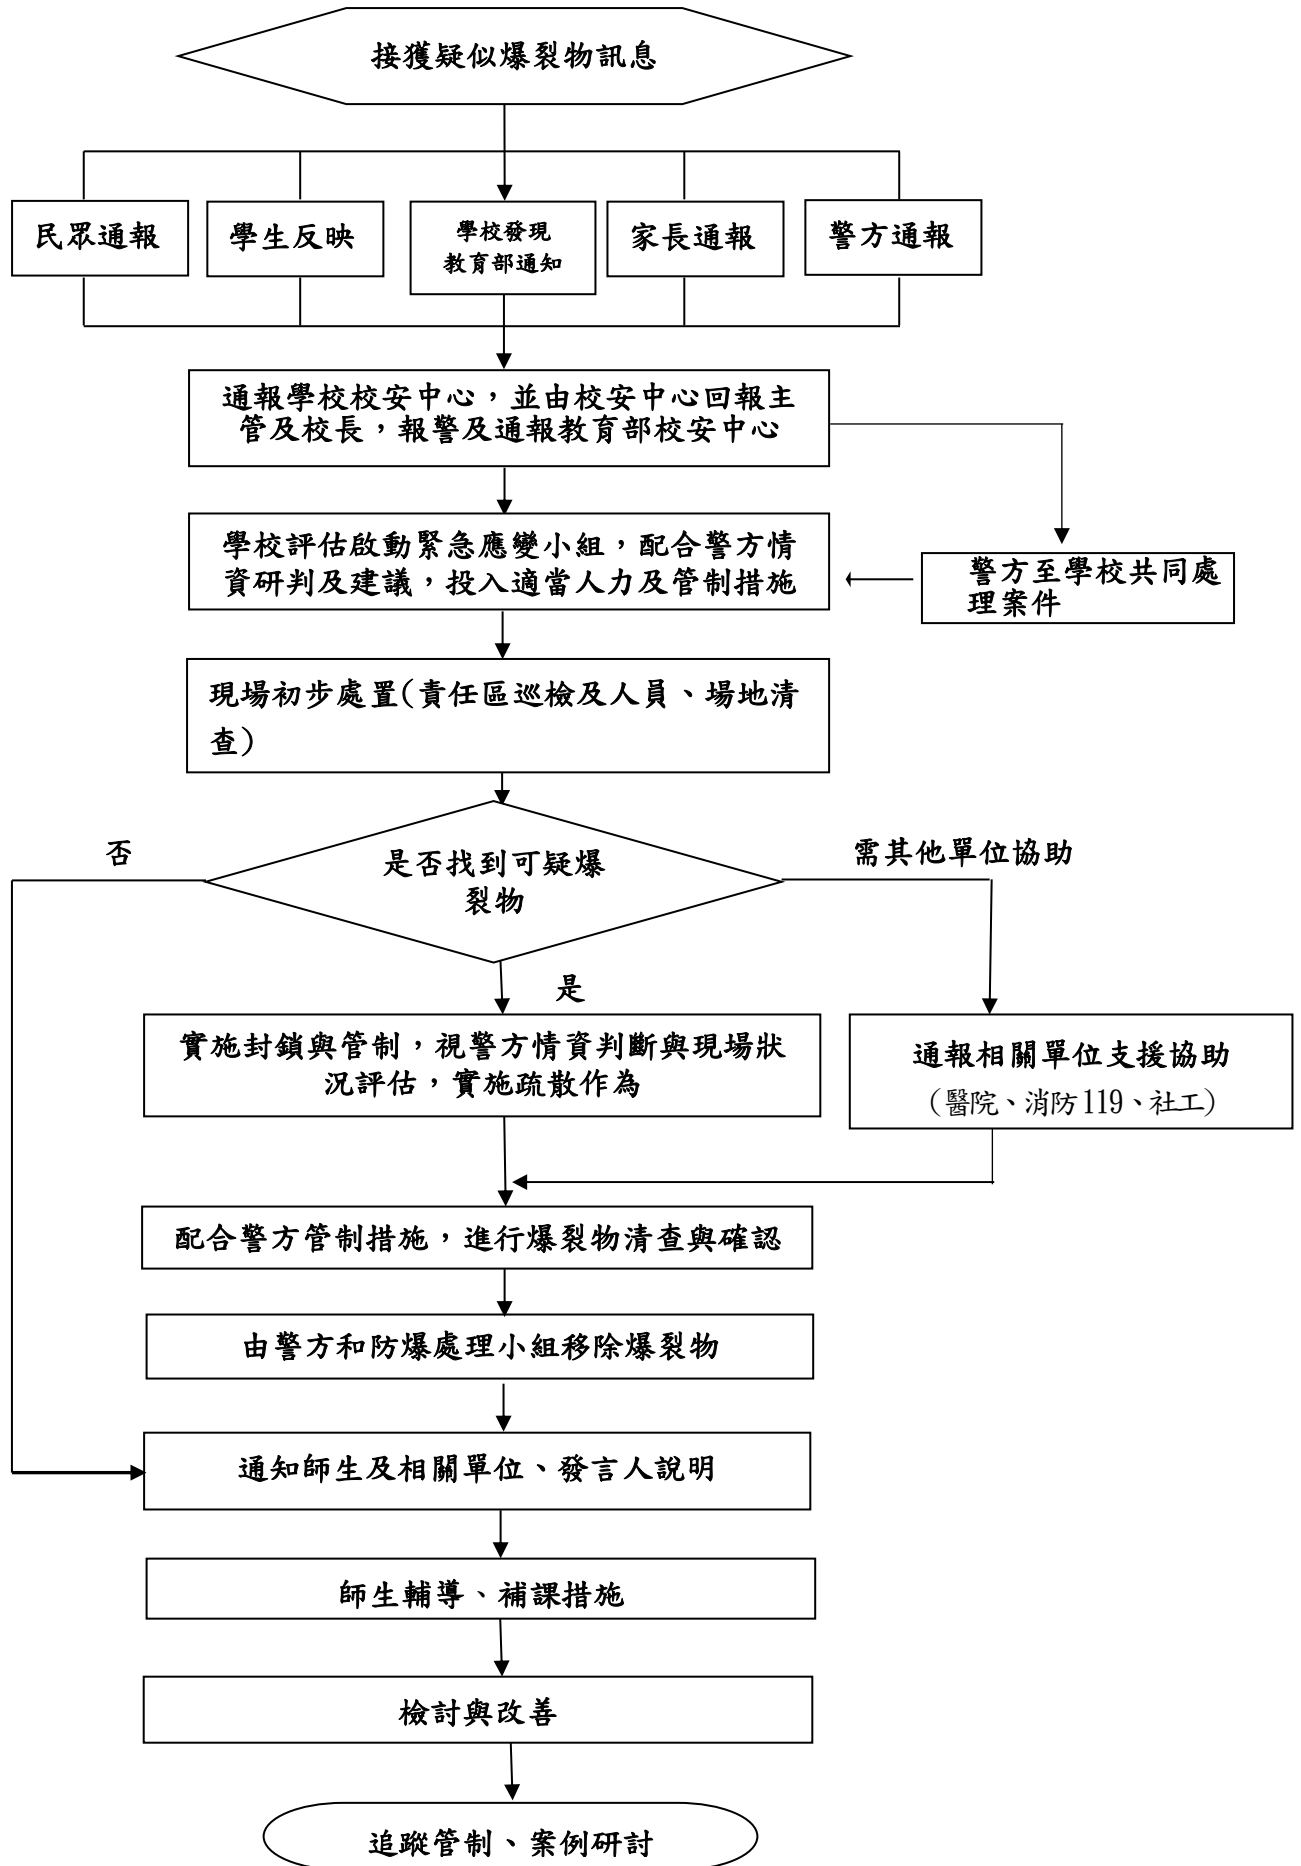 接獲疑似爆裂物訊息
民眾通報
學生反映
學校發現
教育部通知
家長通報
警方通報
通報學校校安中心，並由校安中心回報主
管及校長，報警及通報教育部校安中心
學校評估啟動緊急應變小組，配合警方情
資研判及建議，投入適當人力及管制措施
警方至學校共同處
理案件
現場初步處置(責任區巡檢及人員、場地清
查)
否
是否找到可疑爆
裂物
需其他單位協助
是
實施封鎖與管制，視警方情資判斷與現場狀
況評估，實施疏散作為
通報相關單位支援協助
（醫院、消防119、社工）
配合警方管制措施，進行爆裂物清查與確認
由警方和防爆處理小組移除爆裂物
通知師生及相關單位、發言人說明
師生輔導、補課措施
檢討與改善
追蹤管制、案例研討